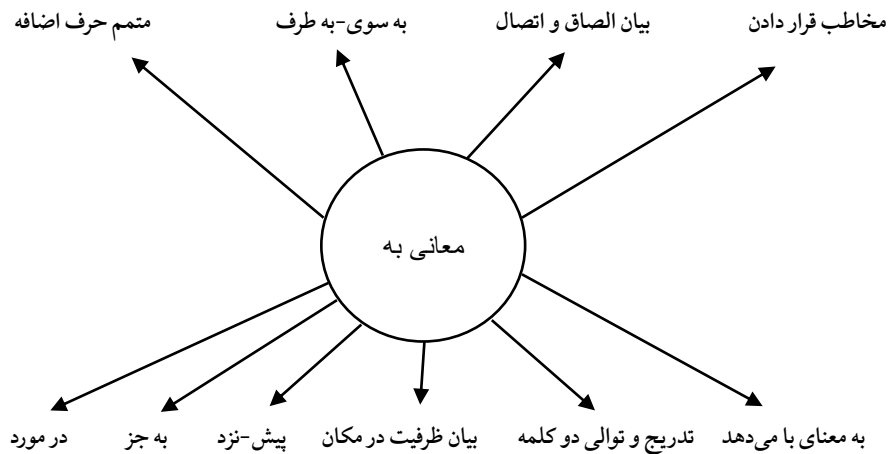 مخاطب قرار دادن
بیان الصاق و اتصال
به سوی-به طرف
متمم حرف اضافه
معانی به
به معنای با می‌دهد
تدریج و توالی دو کلمه
بیان ظرفیت در مکان
پیش-نزد
به جز
در مورد